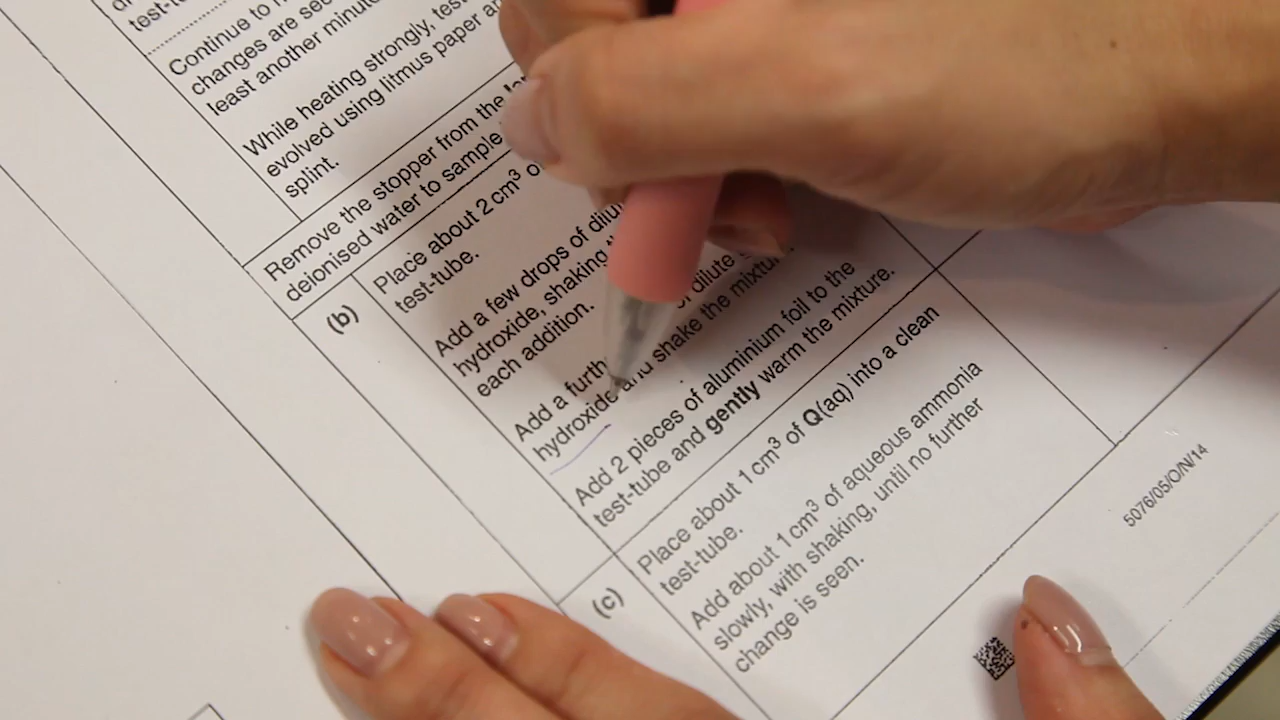 test-tu
Continue to h
changes are see
least another minute
While heating strongly, test
evolved using litmus paper a
splint.
Remove the stopper from the
deionised water to sample
(b)
Place about 2 cm³ o
test-tube.
Add a few drops of dilu
hydroxide, shaking
each addition.
Add a furth of dilute
hydroxide and shake the mixtu
Add 2 pieces of aluminium foil to the
test-tube and gently warm the mixture.
(c)
Place about 1 cm³ of Q(aq) into a clean
test-tube.
Add about 1 cm³ of aqueous ammonia
slowly, with shaking, until no further
change is seen.
5076/05/O/N/14